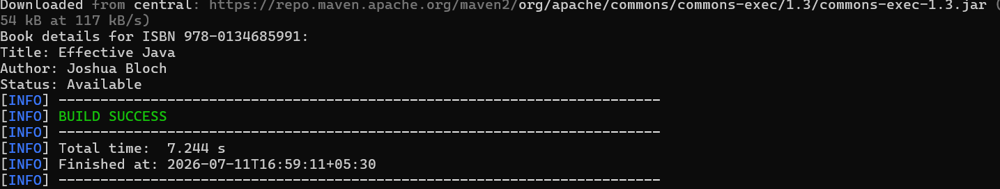 Downloaded from central: https://repo.maven.apache.org/maven2/org/apache/commons/commons-exec/1.3/commons-exec-1.3.jar (
54 kB at 117 kB/s)
Book details for ISBN 978-0134685991:
Title: Effective Java
Author: Joshua Bloch
Status: Available
[INFO] ------------------------------------------------------------------------
[INFO] BUILD SUCCESS
[INFO] ------------------------------------------------------------------------
[INFO] Total time:  7.244 s
[INFO] Finished at: 2026-07-11T16:59:11+05:30
[INFO] ------------------------------------------------------------------------